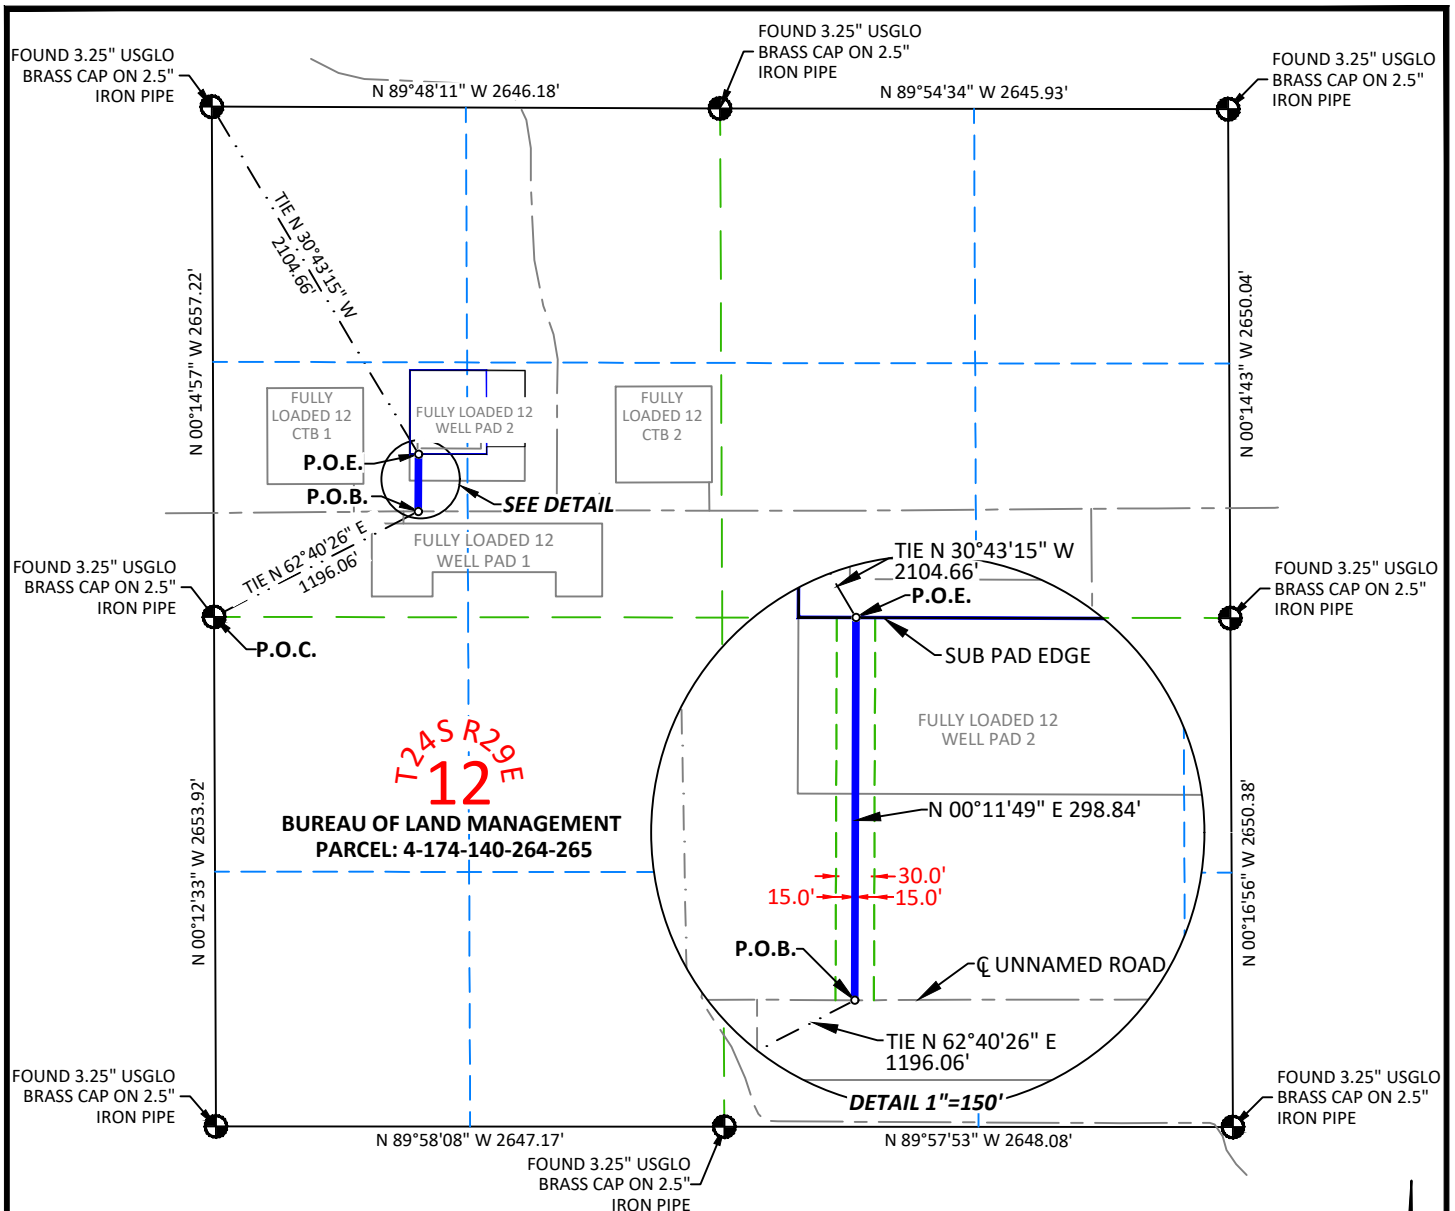 FOUND 3.25" USGLO
BRASS CAP ON 2.5"
IRON PIPE
FOUND 3.25" USGLO
BRASS CAP ON 2.5"
IRON PIPE
FOUND 3.25" USGLO
BRASS CAP ON 2.5"
IRON PIPE
N 89°48'11" W 2646.18'
N 89°54'34" W 2645.93'
TIE N 30°43'15" W
2104.66'
N 00°14'57" W 2657.22'
N 00°14'43" W 2650.04'
FULLY
LOADED 12
CTB 1
FULLY LOADED 12
WELL PAD 2
FULLY
LOADED 12
CTB 2
P.O.E.
P.O.B.
SEE DETAIL
FULLY LOADED 12
WELL PAD 1
TIE N 62°40'26" E
1196.06'
FOUND 3.25" USGLO
BRASS CAP ON 2.5"
IRON PIPE
P.O.C.
FOUND 3.25" USGLO
BRASS CAP ON 2.5"
IRON PIPE
TIE N 30°43'15" W
2104.66'
P.O.E.
SUB PAD EDGE
FULLY LOADED 12
WELL PAD 2
N 00°11'49" E 298.84'
30.0'
15.0'
15.0'
P.O.B.
℄ UNNAMED ROAD
TIE N 62°40'26" E
1196.06'
DETAIL 1"=150'
T24S R29E
12
BUREAU OF LAND MANAGEMENT
PARCEL: 4-174-140-264-265
N 00°12'33" W 2653.92'
N 00°16'56" W 2650.38'
FOUND 3.25" USGLO
BRASS CAP ON 2.5"
IRON PIPE
N 89°58'08" W 2647.17'
FOUND 3.25" USGLO
BRASS CAP ON 2.5"
IRON PIPE
N 89°57'53" W 2648.08'
FOUND 3.25" USGLO
BRASS CAP ON 2.5"
IRON PIPE